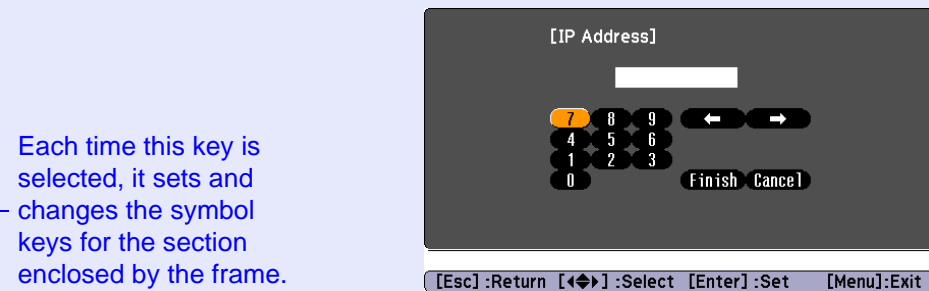 Each time this key is
selected, it sets and
changes the symbol
keys for the section
enclosed by the frame.
[IP Address]
7 8 9 ← →
4 5 6
1 2 3
0 Finish Cancel
[Esc] :Return [◀◆▶] :Select [Enter] :Set [Menu]:Exit